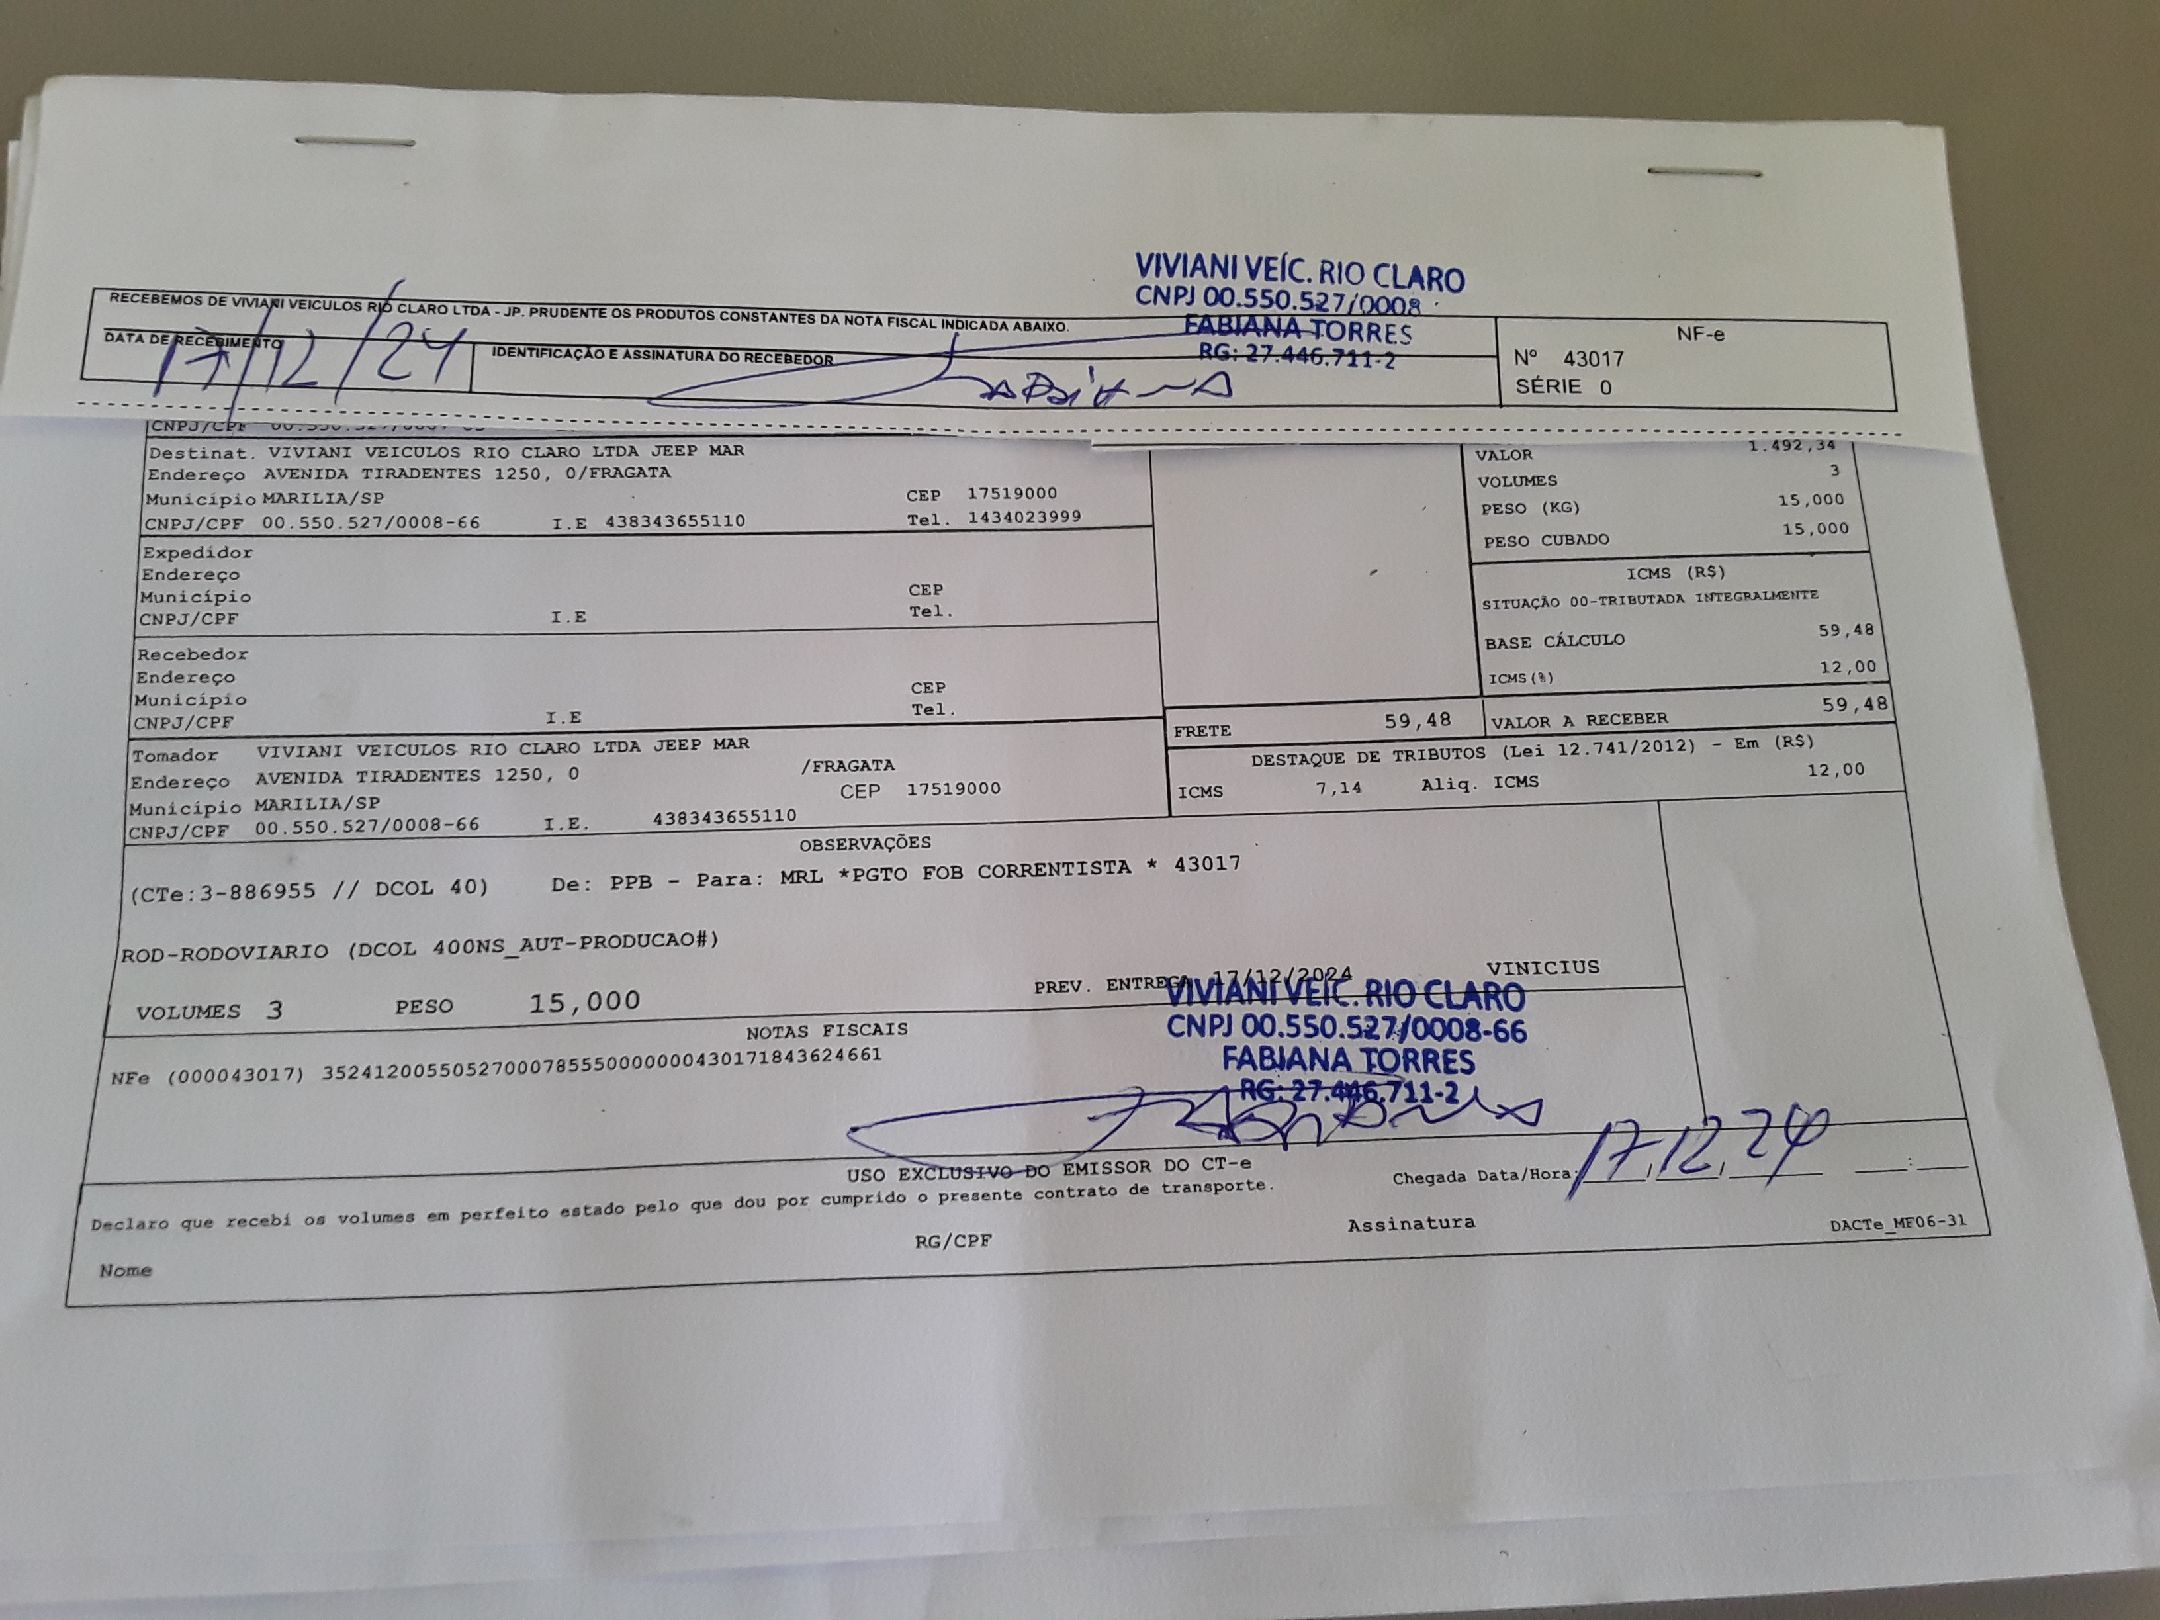 VIVIANI VEÍC. RIO CLARO
CNPJ 00.550.527/0008
FABIANA TORRES
RG: 27.446.711-2
RECEBEMOS DE VIVIANI VEICULOS RIO CLARO LTDA - JP. PRUDENTE OS PRODUTOS CONSTANTES DA NOTA FISCAL INDICADA ABAIXO.
DATA DE RECEBIMENTO
17/12/24
IDENTIFICAÇÃO E ASSINATURA DO RECEBEDOR
NF-e
Nº 43017
SÉRIE 0
CNPJ/CPF
Destinat. VIVIANI VEICULOS RIO CLARO LTDA JEEP MAR
Endereço AVENIDA TIRADENTES 1250, 0/FRAGATA
Município MARILIA/SP CEP 17519000
CNPJ/CPF 00.550.527/0008-66 I.E 438343655110 Tel. 1434023999
VALOR 1.492,34
VOLUMES 3
PESO (KG) 15,000
PESO CUBADO 15,000
Expedidor
Endereço
Município CEP
CNPJ/CPF I.E Tel.
ICMS (R$)
SITUAÇÃO 00-TRIBUTADA INTEGRALMENTE
BASE CÁLCULO 59,48
ICMS(%) 12,00
Recebedor
Endereço
Município CEP
CNPJ/CPF I.E Tel.
FRETE 59,48 VALOR A RECEBER 59,48
Tomador VIVIANI VEICULOS RIO CLARO LTDA JEEP MAR
Endereço AVENIDA TIRADENTES 1250, 0 /FRAGATA
Município MARILIA/SP CEP 17519000
CNPJ/CPF 00.550.527/0008-66 I.E. 438343655110
DESTAQUE DE TRIBUTOS (Lei 12.741/2012) - Em (R$)
ICMS 7,14 Aliq. ICMS 12,00
OBSERVAÇÕES
(CTe:3-886955 // DCOL 40) De: PPB - Para: MRL *PGTO FOB CORRENTISTA * 43017
ROD-RODOVIARIO (DCOL 400NS_AUT-PRODUCAO#)
VOLUMES 3 PESO 15,000 PREV. ENTREGA 17/12/2024 VINICIUS
VIVIANI VEÍC. RIO CLARO
CNPJ 00.550.527/0008-66
FABIANA TORRES
RG: 27.446.711-2
NOTAS FISCAIS
NFe (000043017) 35241200550527000785550000000430171843624661
USO EXCLUSIVO DO EMISSOR DO CT-e
Declaro que recebi os volumes em perfeito estado pelo que dou por cumprido o presente contrato de transporte.
Chegada Data/Hora: 17,12,24 __:__
Nome RG/CPF Assinatura DACTe_MF06-31